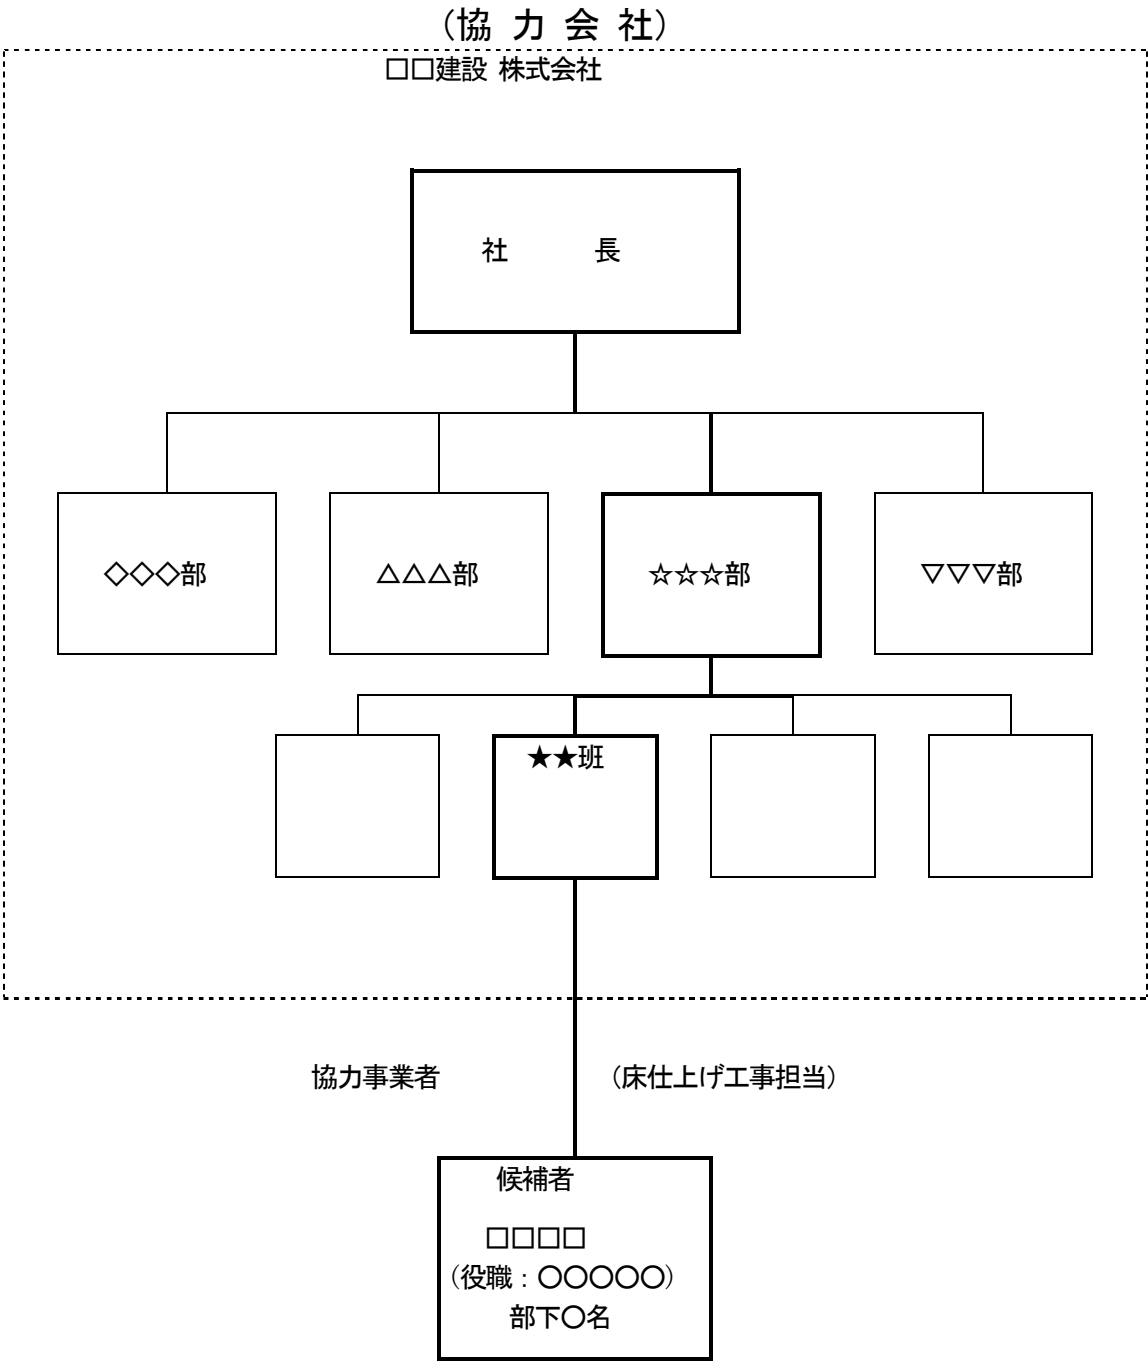 （協 力 会 社）
□□建設 株式会社
社 長
◇◇◇部
△△△部
☆☆☆部
▽▽▽部
★★班
協力事業者
（床仕上げ工事担当）
候補者
□□□□
（役職：〇〇〇〇〇）
部下〇名